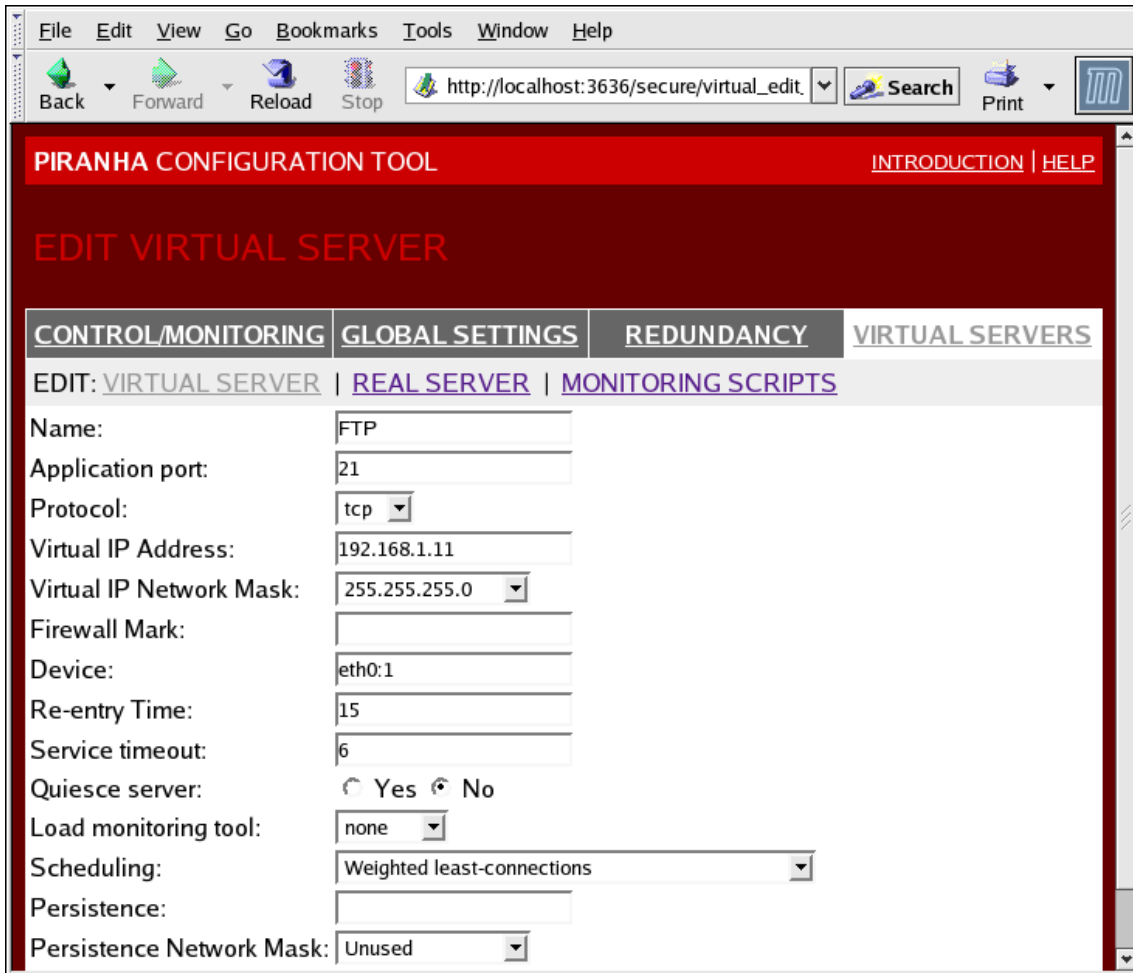 File Edit View Go Bookmarks Tools Window Help
Back Forward Reload Stop http://localhost:3636/secure/virtual_edit_ Search Print
PIRANHA CONFIGURATION TOOL INTRODUCTION | HELP
EDIT VIRTUAL SERVER
CONTROL/MONITORING GLOBAL SETTINGS REDUNDANCY VIRTUAL SERVERS
EDIT: VIRTUAL SERVER | REAL SERVER | MONITORING SCRIPTS
Name: FTP
Application port: 21
Protocol: tcp
Virtual IP Address: 192.168.1.11
Virtual IP Network Mask: 255.255.255.0
Firewall Mark:
Device: eth0:1
Re-entry Time: 15
Service timeout: 6
Quiesce server: Yes No
Load monitoring tool: none
Scheduling: Weighted least-connections
Persistence:
Persistence Network Mask: Unused